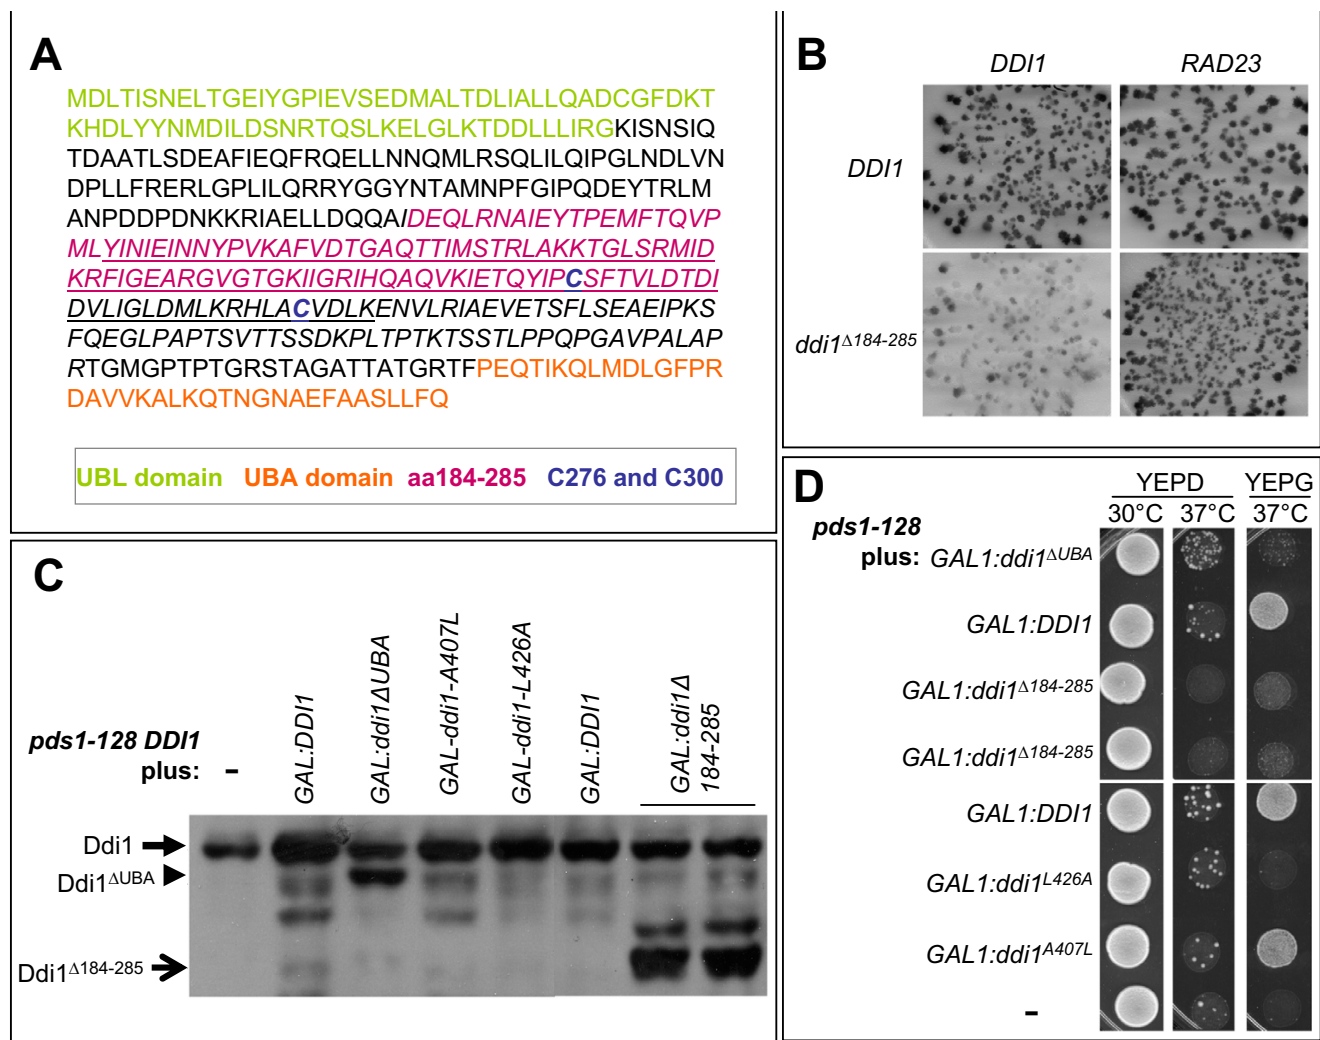 A
MDLTISNELTGEIYGPIEVSEDMALTDLIALLQADCGFDKT
KHDLYYNMDILDSNRTQSLKELGLKTDDLLLIRGKISNSIQ
TDAATLSDEAFIEQFRQELLNNQMLRSQLILQIPGLNDLVN
DPLLFRERLGPLILQRRYGGYNTAMNPFGIPQDEYTRLM
ANPDDPDNKKRIAELLDQQAIDEQLRNAIEYTPEMFTQVP
MLYINIEINNYPVKAFVDTGAQTTIMSTRLAKKTGLSRMID
KRFIGEARGVGTGKIIGRIHQAQVKIETQYIPCSFTVLDTDI
DVLIGLDMLKRHLACVDLKENVLRIAEVETSFLSEAEIPKS
FQEGLPAPTSVTTSSDKPLTPTKTSSTLPPQPGAVPALAP
RTGMGPTPTGRSTAGATTATGRTFPEQTIKQLMDLGFPR
DAVVKALKQTNGNAEFAASLLFQ
UBL domain UBA domain aa184-285 C276 and C300
B
DDI1 RAD23
DDI1
ddi1Δ184-285
C
pds1-128 DDI1
plus: -
GAL:DDI1
GAL:ddi1ΔUBA
GAL-ddi1-A407L
GAL-ddi1-L426A
GAL:DDI1
GAL:ddi1Δ
184-285
Ddi1
Ddi1ΔUBA
Ddi1Δ184-285
D
YEPD YEPG
30°C 37°C 37°C
pds1-128
plus: GAL1:ddi1ΔUBA
GAL1:DDI1
GAL1:ddi1Δ184-285
GAL1:ddi1Δ184-285
GAL1:DDI1
GAL1:ddi1L426A
GAL1:ddi1A407L
-